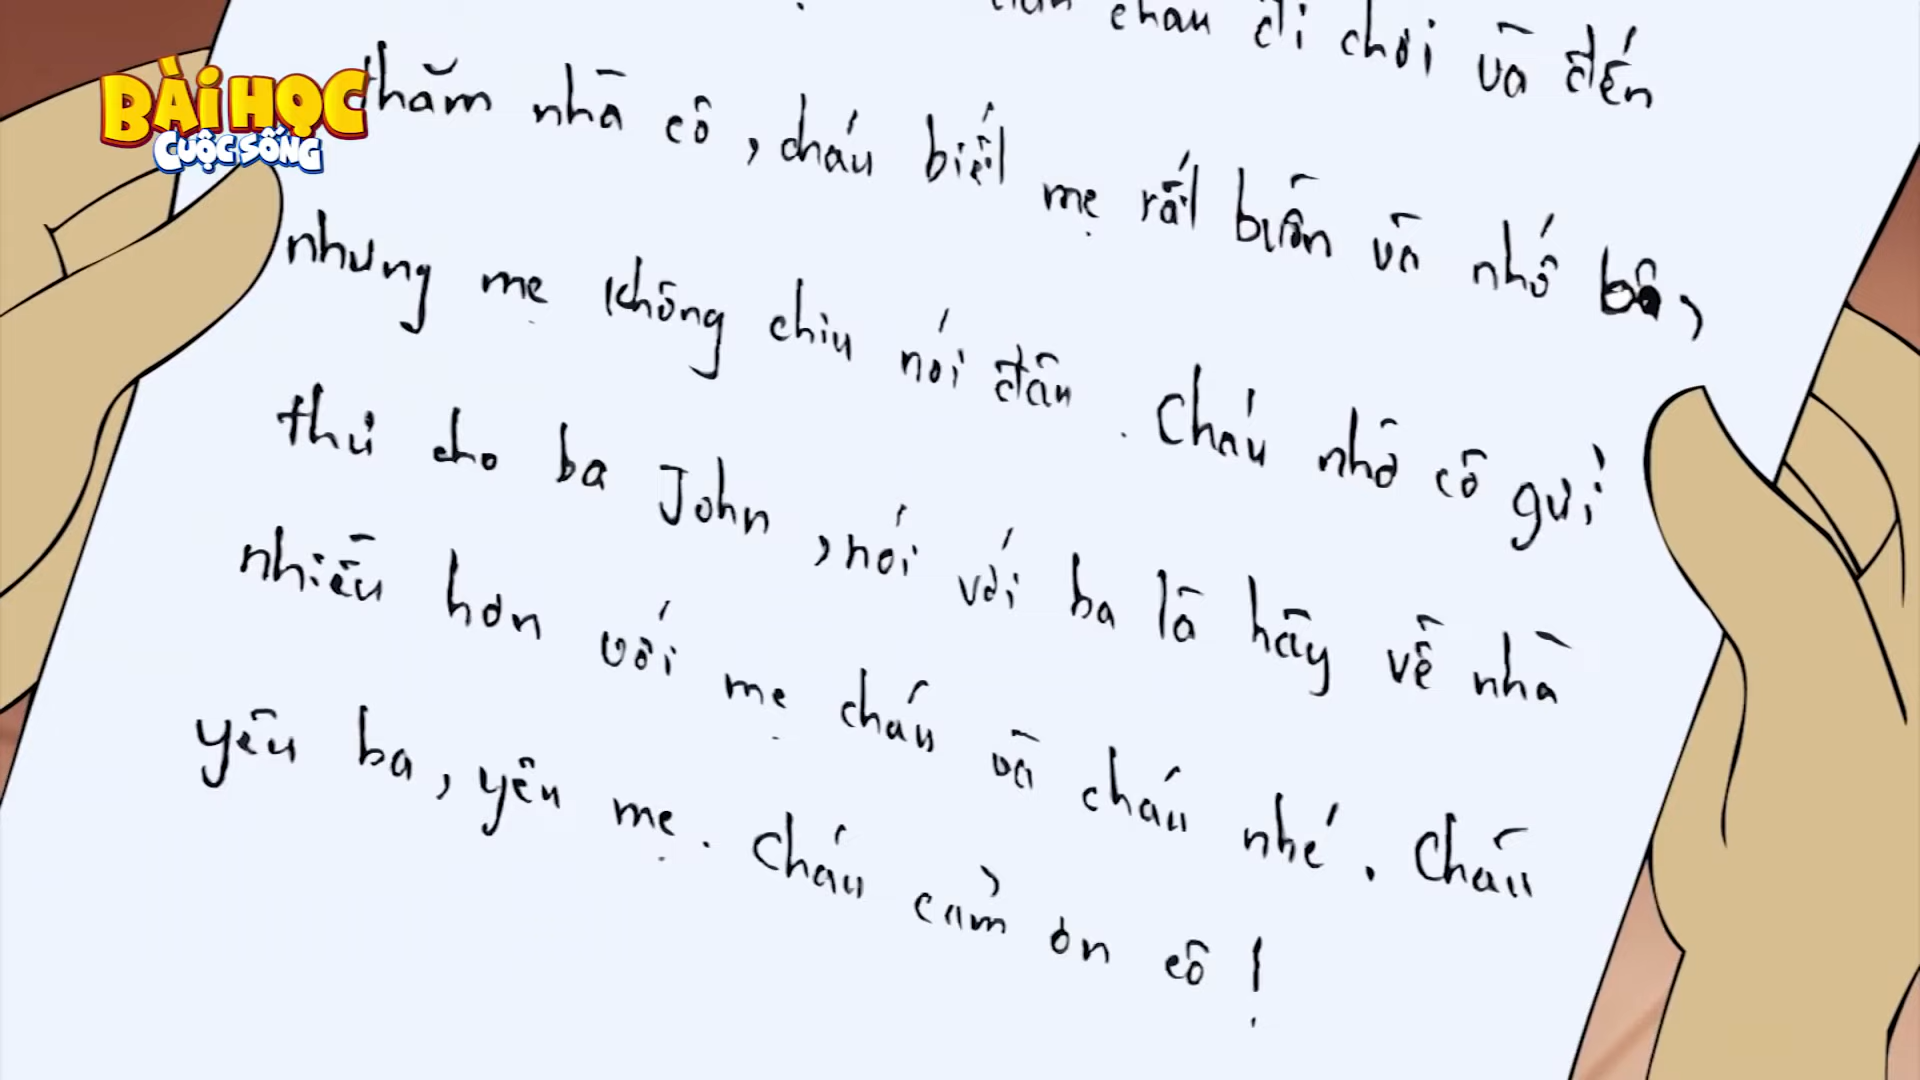 BÀI HỌC
CUỘC SỐNG
cháu đi chơi và đến
thăm nhà cô, cháu biết mẹ rất buồn và nhớ
nhưng mẹ không chịu nói đâu. Cháu nhờ cô gửi
thư cho ba John, nói với ba là hãy về nhà
nhiều hơn với mẹ cháu và cháu nhé. Cháu
yêu ba, yêu mẹ. Cháu cảm ơn cô!